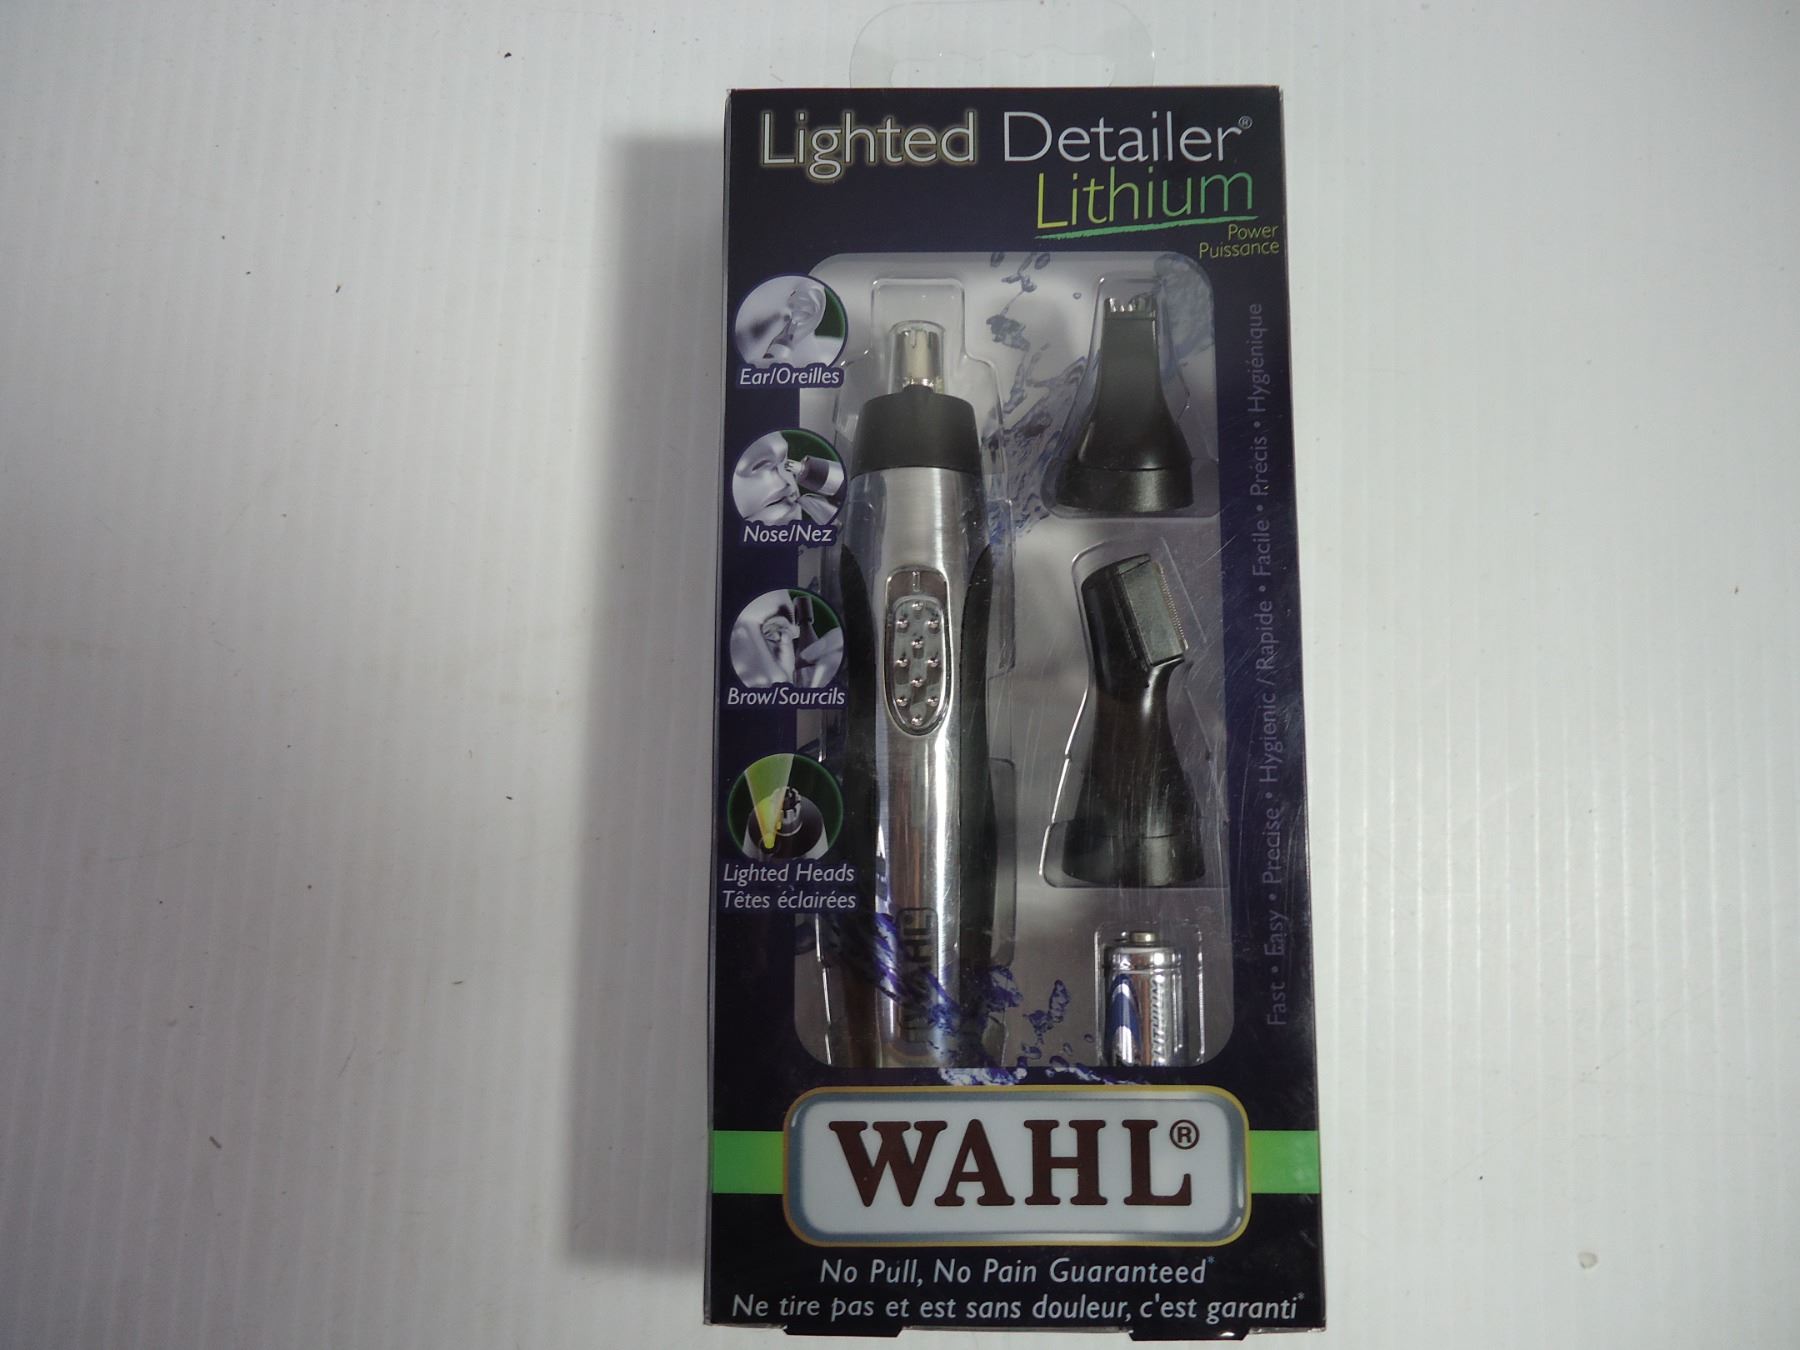 Lighted Detailer®
Lithium
Power
Puissance
Ear/Oreilles
Nose/Nez
Brow/Sourcils
Lighted Heads
Têtes éclairées
Fast • Easy • Precise • Hygienic / Rapide • Facile • Précis • Hygiénique
WAHL
WAHL®
No Pull, No Pain Guaranteed*
Ne tire pas et est sans douleur, c'est garanti*